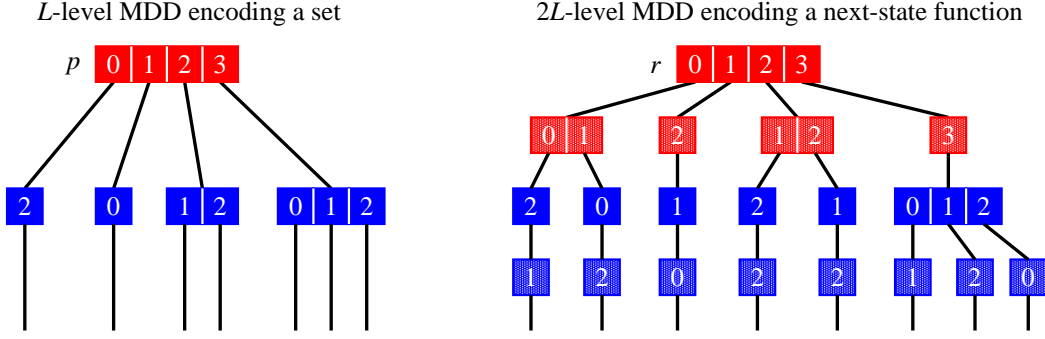 L-level MDD encoding a set
2L-level MDD encoding a next-state function
p 0 1 2 3
r 0 1 2 3
0 1 2 1 2 3
2 0 1 2 0 1 2
2 0 1 2 1 0 1 2
1 2 0 2 2 1 2 0